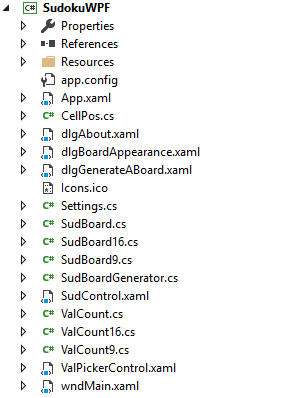 C# SudokuWPF
Properties
References
Resources
app.config
App.xaml
C# CellPos.cs
dlgAbout.xaml
dlgBoardAppearance.xaml
dlgGenerateABoard.xaml
Icons.ico
C# Settings.cs
C# SudBoard.cs
C# SudBoard16.cs
C# SudBoard9.cs
C# SudBoardGenerator.cs
SudControl.xaml
C# ValCount.cs
C# ValCount16.cs
C# ValCount9.cs
ValPickerControl.xaml
wndMain.xaml